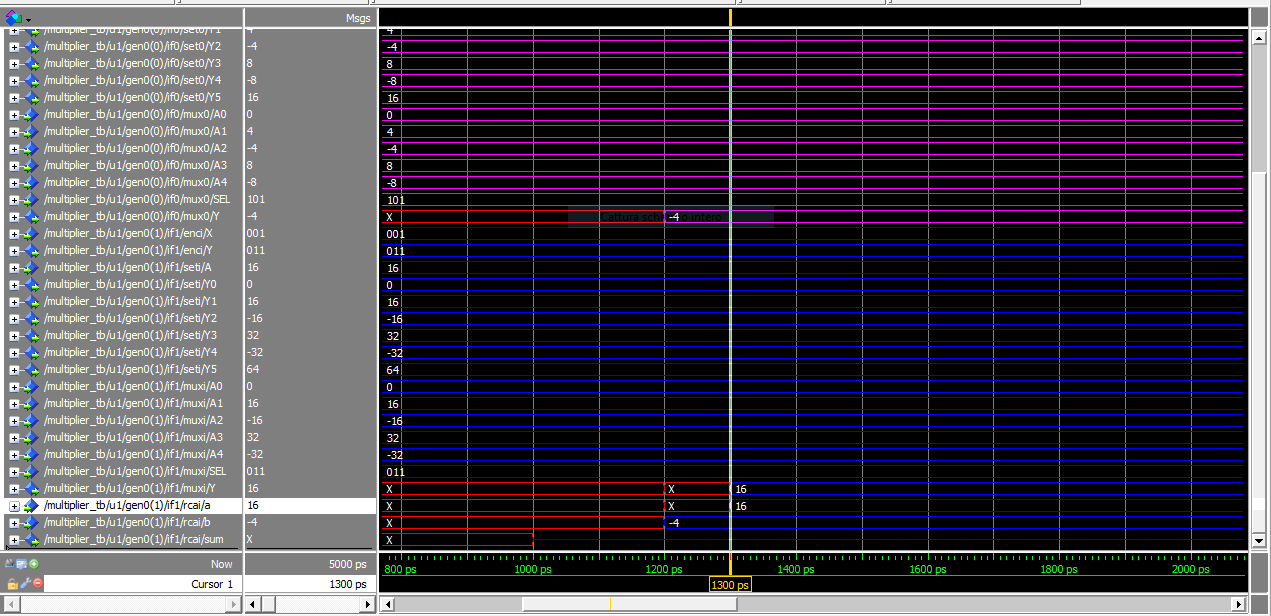 Msgs
/multiplier_tb/u1/gen0(0)/if0/set0/Y1 4 4
/multiplier_tb/u1/gen0(0)/if0/set0/Y2 -4 -4
/multiplier_tb/u1/gen0(0)/if0/set0/Y3 8 8
/multiplier_tb/u1/gen0(0)/if0/set0/Y4 -8 -8
/multiplier_tb/u1/gen0(0)/if0/set0/Y5 16 16
/multiplier_tb/u1/gen0(0)/if0/mux0/A0 0 0
/multiplier_tb/u1/gen0(0)/if0/mux0/A1 4 4
/multiplier_tb/u1/gen0(0)/if0/mux0/A2 -4 -4
/multiplier_tb/u1/gen0(0)/if0/mux0/A3 8 8
/multiplier_tb/u1/gen0(0)/if0/mux0/A4 -8 -8
/multiplier_tb/u1/gen0(0)/if0/mux0/SEL 101 101
/multiplier_tb/u1/gen0(0)/if0/mux0/Y -4 X -4
/multiplier_tb/u1/gen0(1)/if1/enci/X 001 001
/multiplier_tb/u1/gen0(1)/if1/enci/Y 011 011
/multiplier_tb/u1/gen0(1)/if1/seti/A 16 16
/multiplier_tb/u1/gen0(1)/if1/seti/Y0 0 0
/multiplier_tb/u1/gen0(1)/if1/seti/Y1 16 16
/multiplier_tb/u1/gen0(1)/if1/seti/Y2 -16 -16
/multiplier_tb/u1/gen0(1)/if1/seti/Y3 32 32
/multiplier_tb/u1/gen0(1)/if1/seti/Y4 -32 -32
/multiplier_tb/u1/gen0(1)/if1/seti/Y5 64 64
/multiplier_tb/u1/gen0(1)/if1/muxi/A0 0 0
/multiplier_tb/u1/gen0(1)/if1/muxi/A1 16 16
/multiplier_tb/u1/gen0(1)/if1/muxi/A2 -16 -16
/multiplier_tb/u1/gen0(1)/if1/muxi/A3 32 32
/multiplier_tb/u1/gen0(1)/if1/muxi/A4 -32 -32
/multiplier_tb/u1/gen0(1)/if1/muxi/SEL 011 011
/multiplier_tb/u1/gen0(1)/if1/muxi/Y 16 X X 16
/multiplier_tb/u1/gen0(1)/if1/rcai/a 16 X X 16
/multiplier_tb/u1/gen0(1)/if1/rcai/b -4 X -4
/multiplier_tb/u1/gen0(1)/if1/rcai/sum X X
Now 5000 ps 800 ps 1000 ps 1200 ps 1400 ps 1600 ps 1800 ps 2000 ps
Cursor 1 1300 ps 1300 ps